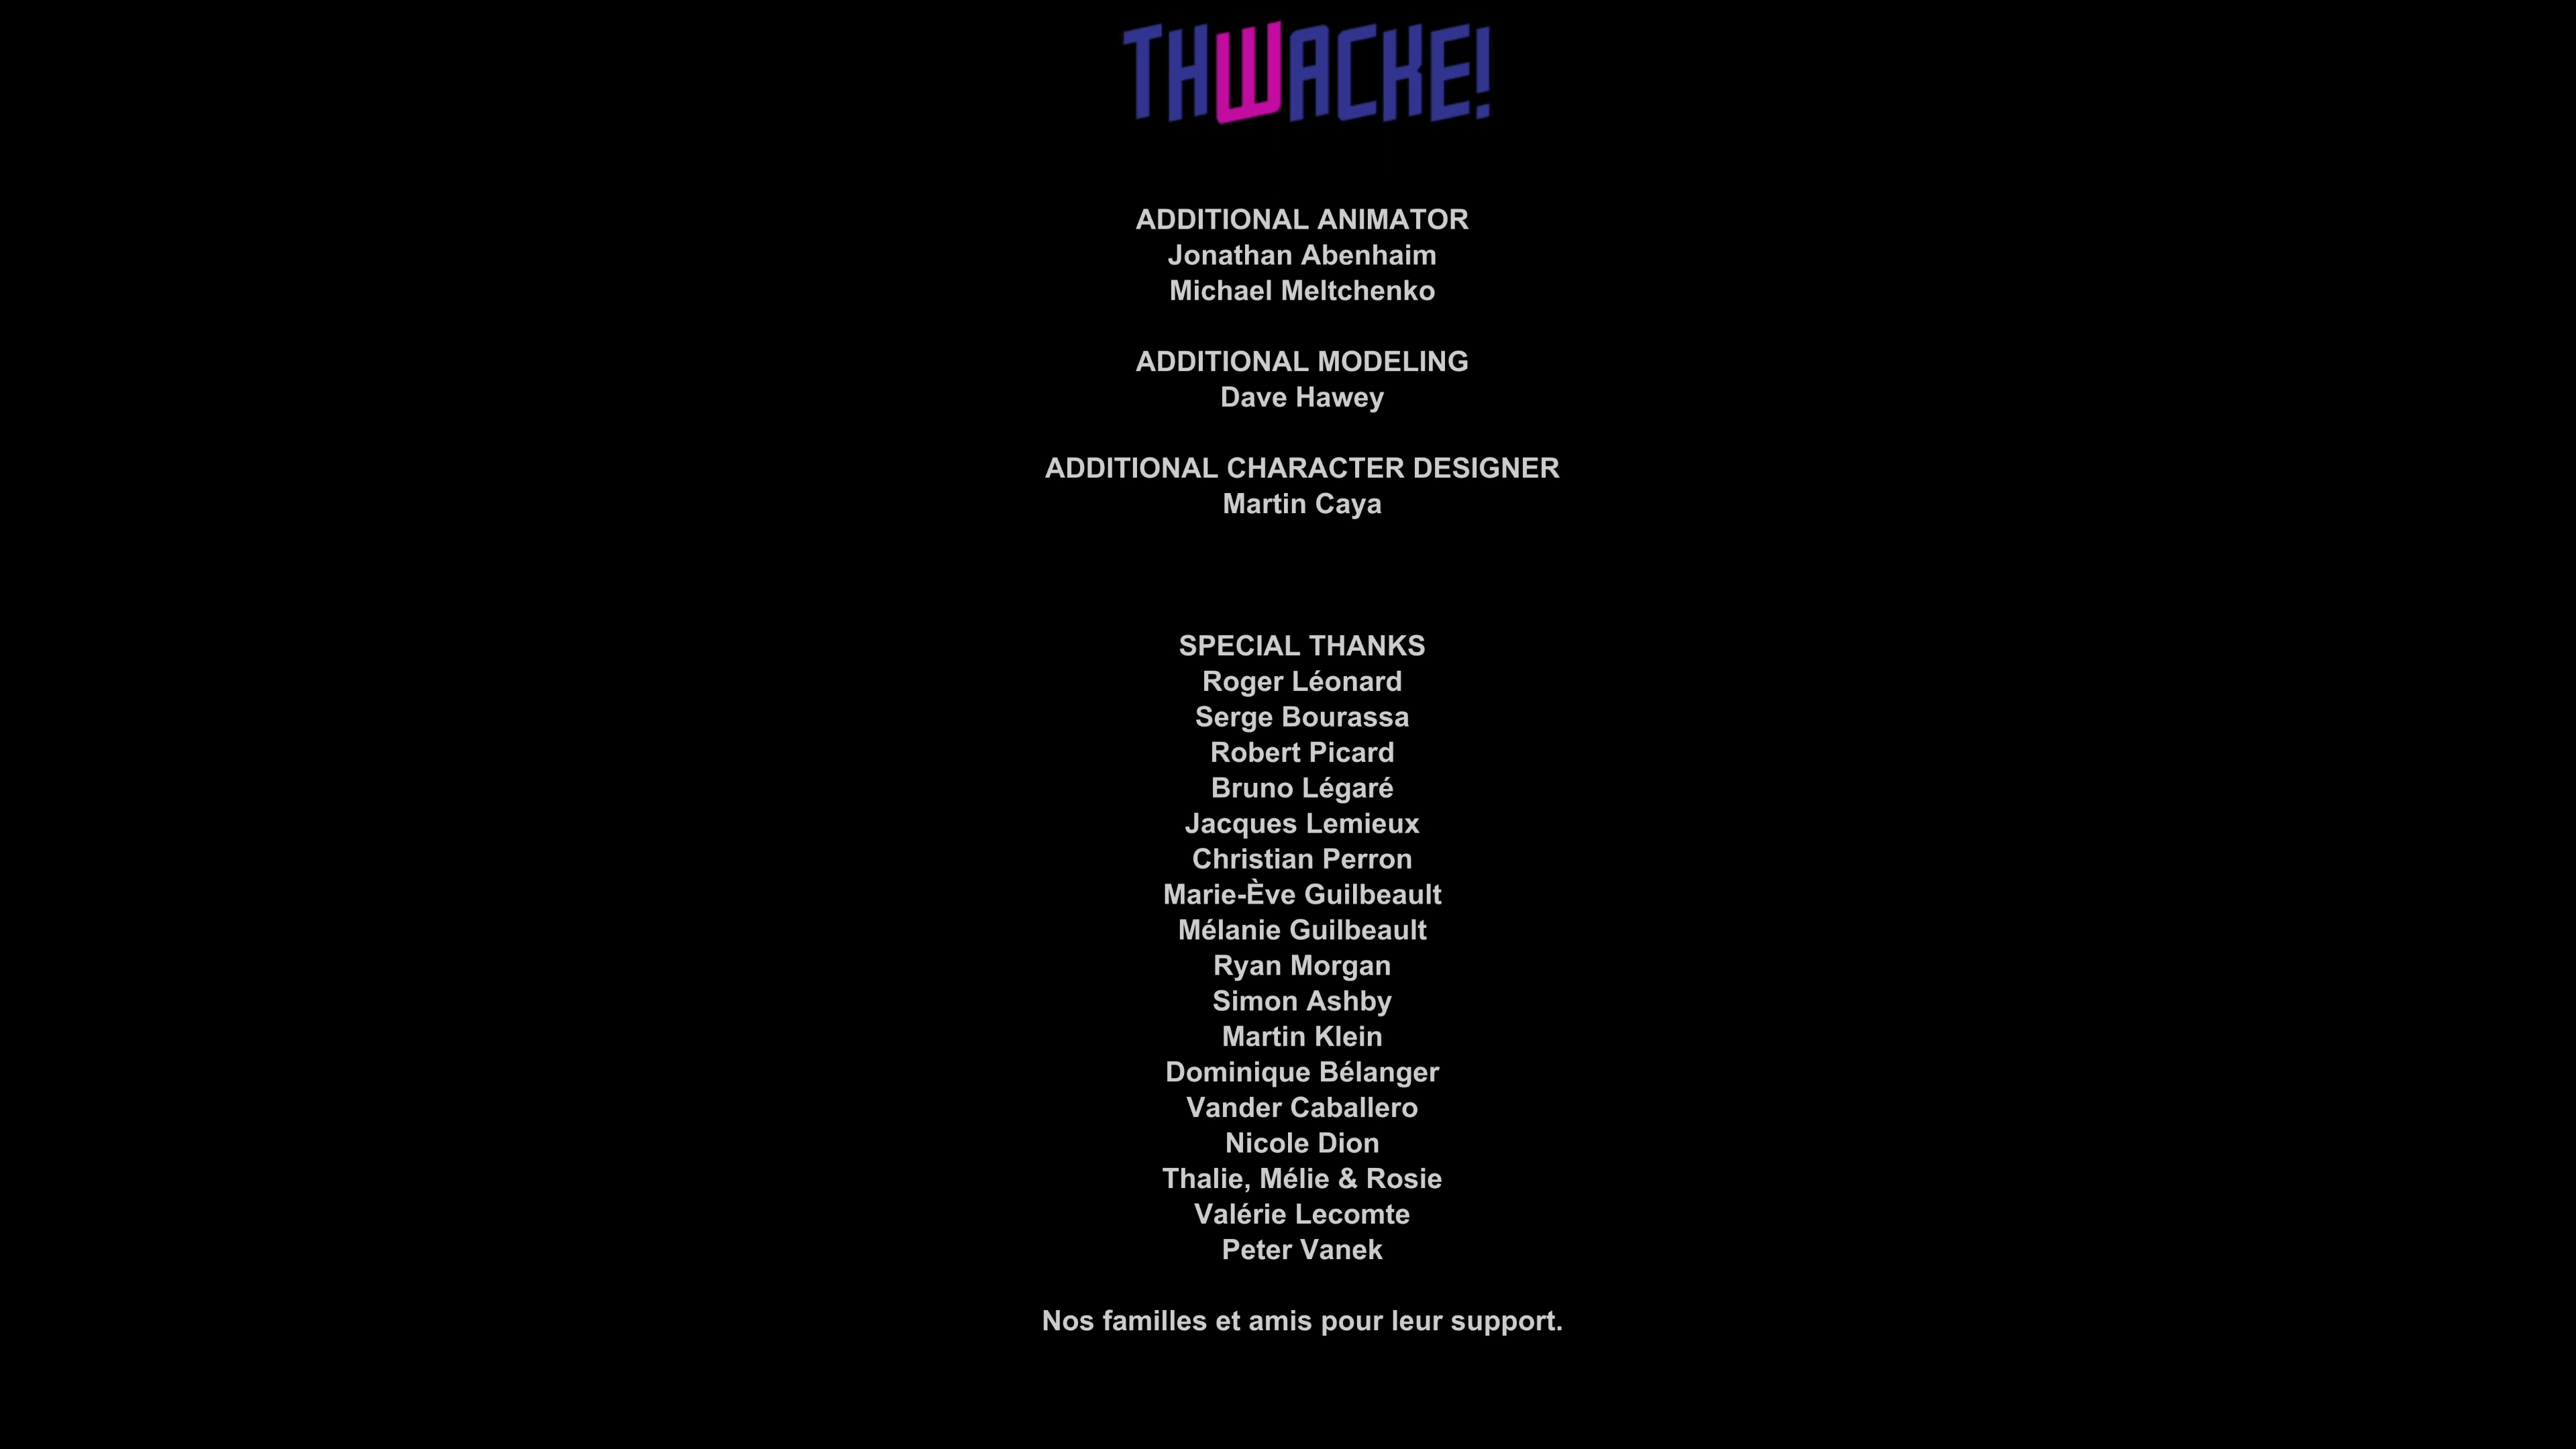 THWACKE!
ADDITIONAL ANIMATOR
Jonathan Abenhaim
Michael Meltchenko
ADDITIONAL MODELING
Dave Hawey
ADDITIONAL CHARACTER DESIGNER
Martin Caya
SPECIAL THANKS
Roger Léonard
Serge Bourassa
Robert Picard
Bruno Légaré
Jacques Lemieux
Christian Perron
Marie-Ève Guilbeault
Mélanie Guilbeault
Ryan Morgan
Simon Ashby
Martin Klein
Dominique Bélanger
Vander Caballero
Nicole Dion
Thalie, Mélie & Rosie
Valérie Lecomte
Peter Vanek
Nos familles et amis pour leur support.